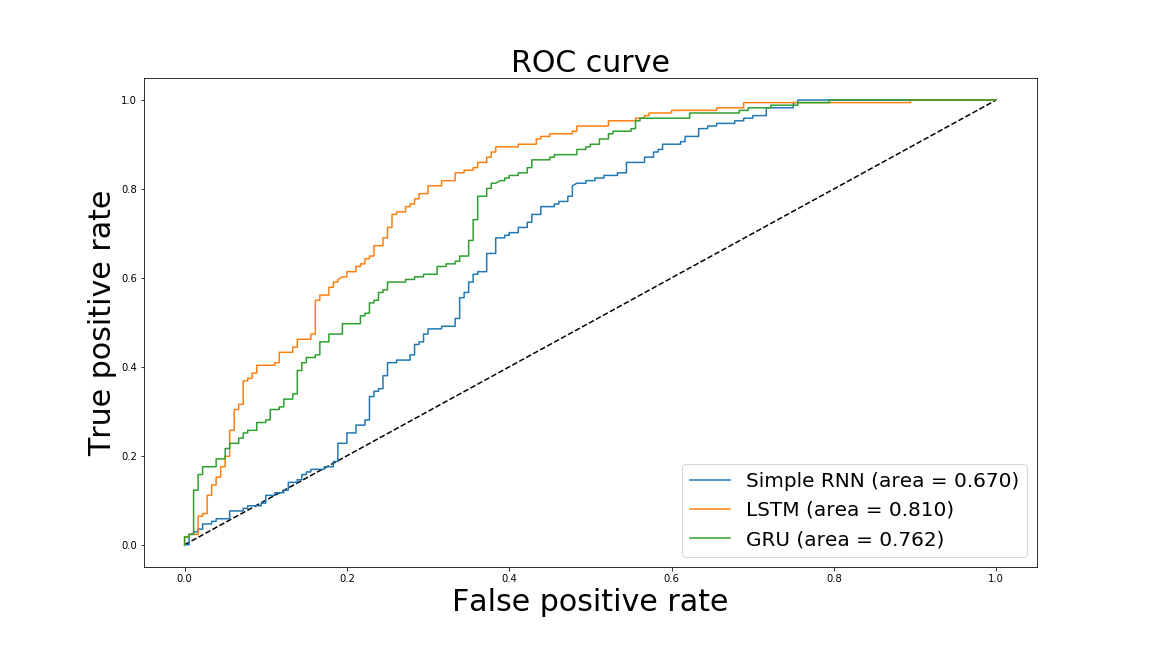 ROC curve
True positive rate
1.0
0.8
0.6
0.4
0.2
0.0
Simple RNN (area = 0.670)
LSTM (area = 0.810)
GRU (area = 0.762)
0.0 0.2 0.4 0.6 0.8 1.0
False positive rate